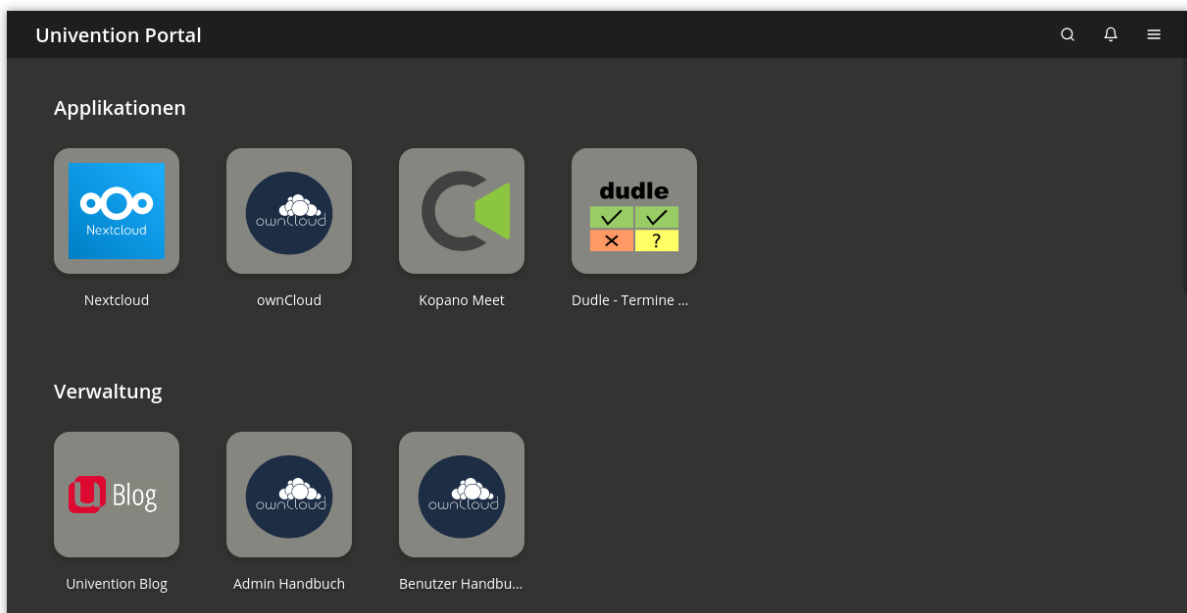 Univention Portal
Applikationen
Nextcloud
ownCloud
dudle
?
Nextcloud
ownCloud
Kopano Meet
Dudle - Termine ...
Verwaltung
U Blog
ownCloud
ownCloud
Univention Blog
Admin Handbuch
Benutzer Handbu...